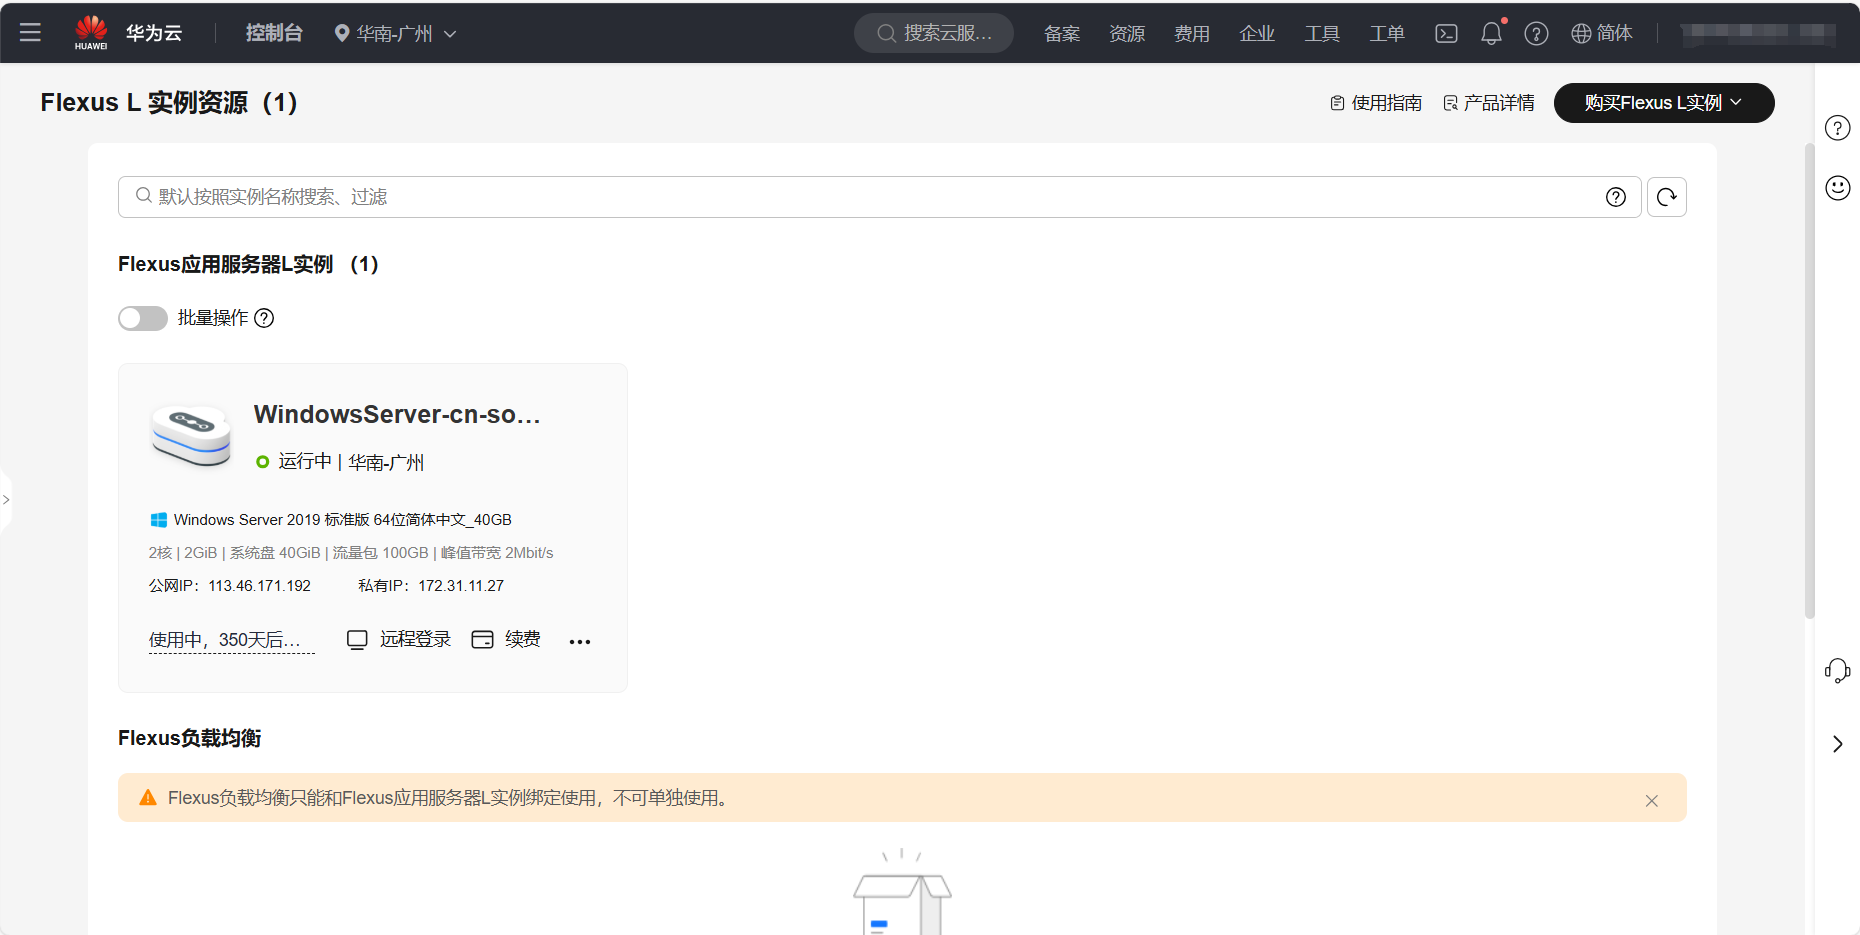 HUAWEI 华为云 控制台 华南-广州 搜索云服... 备案 资源 费用 企业 工具 工单 简体
Flexus L 实例资源（1） 使用指南 产品详情 购买Flexus L实例
默认按照实例名称搜索、过滤
Flexus应用服务器L实例 （1）
批量操作
WindowsServer-cn-so...
运行中 | 华南-广州
Windows Server 2019 标准版 64位简体中文_40GB
2核 | 2GiB | 系统盘 40GiB | 流量包 100GB | 峰值带宽 2Mbit/s
公网IP：113.46.171.192 私有IP：172.31.11.27
使用中，350天后... 远程登录 续费
Flexus负载均衡
Flexus负载均衡只能和Flexus应用服务器L实例绑定使用，不可单独使用。